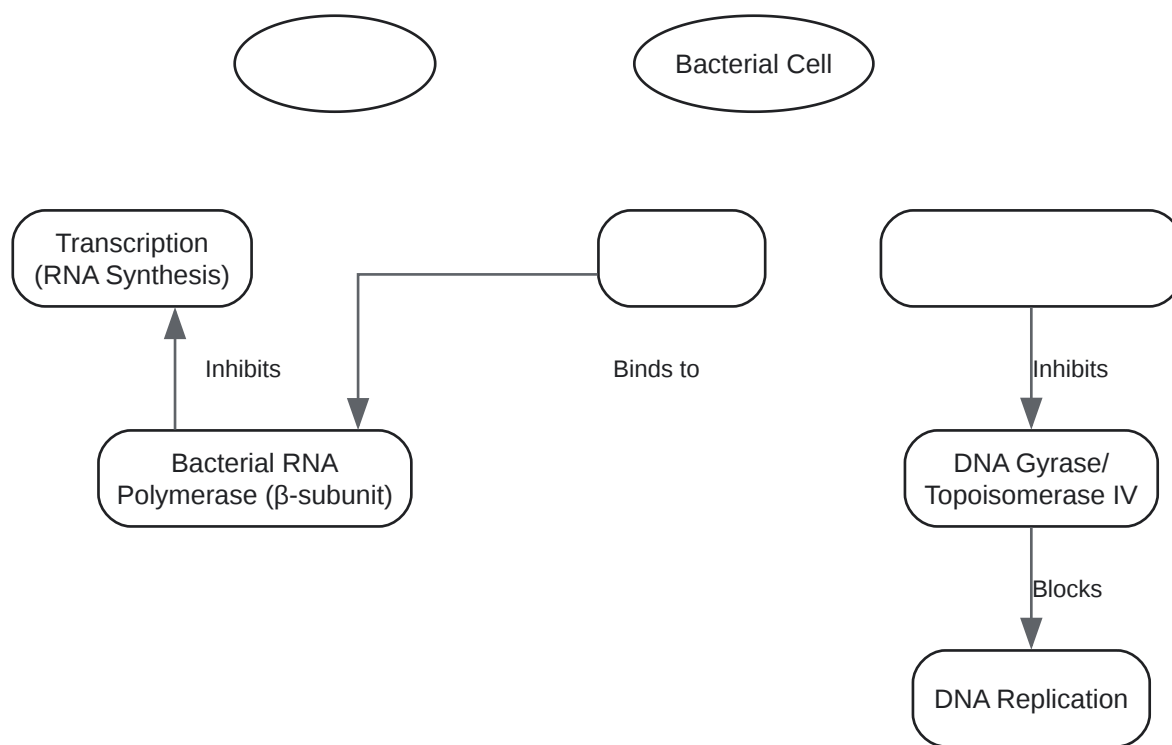 Bacterial Cell
Transcription
(RNA Synthesis)
Inhibits
Binds to
Inhibits
Bacterial RNA
Polymerase (β-subunit)
DNA Gyrase/
Topoisomerase IV
Blocks
DNA Replication